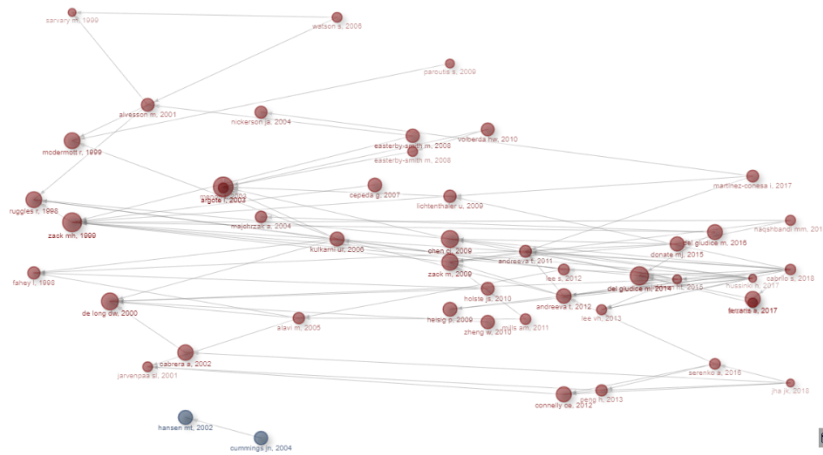 sarvary m, 1999
watson s, 2006
paroutis s, 2009
alvesson m, 2001
nickerson ja, 2004
mcdermott r, 1999
easterby-smith m, 2008
volberda hw, 2010
easterby-smith m, 2008
martinez-conesa i, 2017
argote l, 2003
cepeda g, 2007
lichtenthaler u, 2009
ruggles r, 1998
majchrzak a, 2004
zack mh, 1999
kulkarni ur, 2006
chen cj, 2009
del giudice m, 2016
donate mj, 2015
andreeva t, 2011
fahey l, 1998
zack m, 2009
lee s, 2012
del giudice m, 2014
cabrilo s, 2018
holste js, 2010
andreeva t, 2012
ferraris a, 2017
de long dw, 2000
heisig p, 2009
lee vh, 2013
alavi m, 2005
mills am, 2011
zheng w, 2010
cabrera a, 2002
jarvenpaa sl, 2001
serenko a, 2016
connelly ce, 2012
peng h, 2013
jha jk, 2018
hansen mt, 2002
cummings jn, 2004